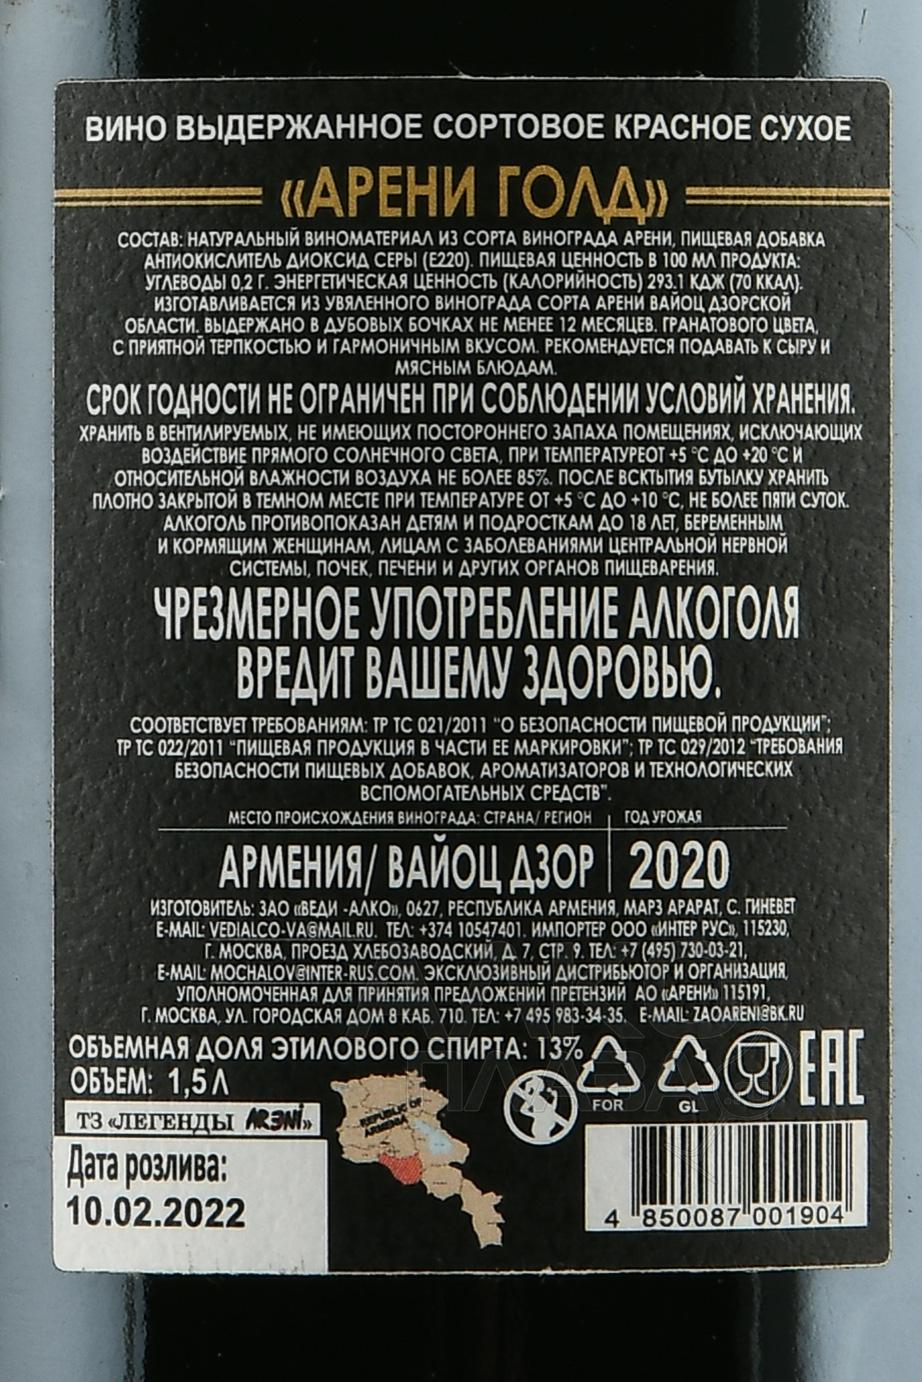 ВИНО ВЫДЕРЖАННОЕ СОРТОВОЕ КРАСНОЕ СУХОЕ
«АРЕНИ ГОЛД»
СОСТАВ: НАТУРАЛЬНЫЙ ВИНОМАТЕРИАЛ ИЗ СОРТА ВИНОГРАДА АРЕНИ, ПИЩЕВАЯ ДОБАВКА
АНТИОКИСЛИТЕЛЬ ДИОКСИД СЕРЫ (Е220). ПИЩЕВАЯ ЦЕННОСТЬ В 100 МЛ ПРОДУКТА:
УГЛЕВОДЫ 0,2 Г. ЭНЕРГЕТИЧЕСКАЯ ЦЕННОСТЬ (КАЛОРИЙНОСТЬ) 293.1 КДЖ (70 ККАЛ).
ИЗГОТАВЛИВАЕТСЯ ИЗ УВЯЛЕННОГО ВИНОГРАДА СОРТА АРЕНИ ВАЙОЦ ДЗОРСКОЙ
ОБЛАСТИ. ВЫДЕРЖАНО В ДУБОВЫХ БОЧКАХ НЕ МЕНЕЕ 12 МЕСЯЦЕВ. ГРАНАТОВОГО ЦВЕТА,
С ПРИЯТНОЙ ТЕРПКОСТЬЮ И ГАРМОНИЧНЫМ ВКУСОМ. РЕКОМЕНДУЕТСЯ ПОДАВАТЬ К СЫРУ И
МЯСНЫМ БЛЮДАМ.
СРОК ГОДНОСТИ НЕ ОГРАНИЧЕН ПРИ СОБЛЮДЕНИИ УСЛОВИЙ ХРАНЕНИЯ.
ХРАНИТЬ В ВЕНТИЛИРУЕМЫХ, НЕ ИМЕЮЩИХ ПОСТОРОННЕГО ЗАПАХА ПОМЕЩЕНИЯХ, ИСКЛЮЧАЮЩИХ
ВОЗДЕЙСТВИЕ ПРЯМОГО СОЛНЕЧНОГО СВЕТА, ПРИ ТЕМПЕРАТУРЕОТ +5 °С ДО +20 °С И
ОТНОСИТЕЛЬНОЙ ВЛАЖНОСТИ ВОЗДУХА НЕ БОЛЕЕ 85%. ПОСЛЕ ВСКТЫТИЯ БУТЫЛКУ ХРАНИТЬ
ПЛОТНО ЗАКРЫТОЙ В ТЕМНОМ МЕСТЕ ПРИ ТЕМПЕРАТУРЕ ОТ +5 °С ДО +10 °С, НЕ БОЛЕЕ ПЯТИ СУТОК.
АЛКОГОЛЬ ПРОТИВОПОКАЗАН ДЕТЯМ И ПОДРОСТКАМ ДО 18 ЛЕТ, БЕРЕМЕННЫМ
И КОРМЯЩИМ ЖЕНЩИНАМ, ЛИЦАМ С ЗАБОЛЕВАНИЯМИ ЦЕНТРАЛЬНОЙ НЕРВНОЙ
СИСТЕМЫ, ПОЧЕК, ПЕЧЕНИ И ДРУГИХ ОРГАНОВ ПИЩЕВАРЕНИЯ.
ЧРЕЗМЕРНОЕ УПОТРЕБЛЕНИЕ АЛКОГОЛЯ
ВРЕДИТ ВАШЕМУ ЗДОРОВЬЮ.
СООТВЕТСТВУЕТ ТРЕБОВАНИЯМ: ТР ТС 021/2011 "О БЕЗОПАСНОСТИ ПИЩЕВОЙ ПРОДУКЦИИ";
ТР ТС 022/2011 "ПИЩЕВАЯ ПРОДУКЦИЯ В ЧАСТИ ЕЕ МАРКИРОВКИ"; ТР ТС 029/2012 "ТРЕБОВАНИЯ
БЕЗОПАСНОСТИ ПИЩЕВЫХ ДОБАВОК, АРОМАТИЗАТОРОВ И ТЕХНОЛОГИЧЕСКИХ
ВСПОМОГАТЕЛЬНЫХ СРЕДСТВ".
МЕСТО ПРОИСХОЖДЕНИЯ ВИНОГРАДА: СТРАНА/ РЕГИОН ГОД УРОЖАЯ
АРМЕНИЯ/ ВАЙОЦ ДЗОР 2020
ИЗГОТОВИТЕЛЬ: ЗАО «ВЕДИ -АЛКО», 0627, РЕСПУБЛИКА АРМЕНИЯ, МАРЗ АРАРАТ, С. ГИНЕВЕТ
E-MAIL: VEDIALCO-VA@MAIL.RU. ТЕЛ: +374 10547401. ИМПОРТЕР ООО «ИНТЕР РУС», 115230,
Г. МОСКВА, ПРОЕЗД ХЛЕБОЗАВОДСКИЙ, Д. 7, СТР. 9. ТЕЛ: +7 (495) 730-03-21,
E-MAIL: MOCHALOV@INTER-RUS.COM. ЭКСКЛЮЗИВНЫЙ ДИСТРИБЬЮТОР И ОРГАНИЗАЦИЯ,
УПОЛНОМОЧЕННАЯ ДЛЯ ПРИНЯТИЯ ПРЕДЛОЖЕНИЙ ПРЕТЕНЗИЙ АО «АРЕНИ» 115191,
Г. МОСКВА, УЛ. ГОРОДСКАЯ ДОМ 8 КАБ. 710. ТЕЛ: +7 495 983-34-35. E-MAIL: ZAOARENI@BK.RU
ОБЪЕМНАЯ ДОЛЯ ЭТИЛОВОГО СПИРТА: 13%
ОБЪЕМ: 1,5 Л
FOR GL EAC
ТЗ «ЛЕГЕНДЫ ARENI»
REPUBLIC OF
ARMENIA
Дата розлива:
10.02.2022
4 850087 001904